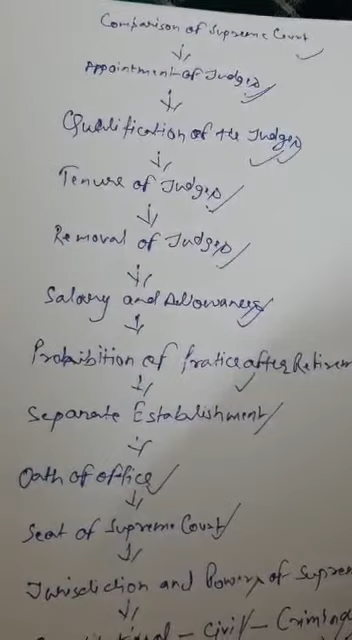 Comparison of Supreme Court
Appointment of Judges
Qualification of the Judges
Tenure of Judges
Removal of Judges
Salary and Allowances
Prohibition of Pratice after Retirem
Separate Establishment
Oath of office
Seat of Supreme Court
Jurisdiction and Powers of Suprem
Civil - Criminal